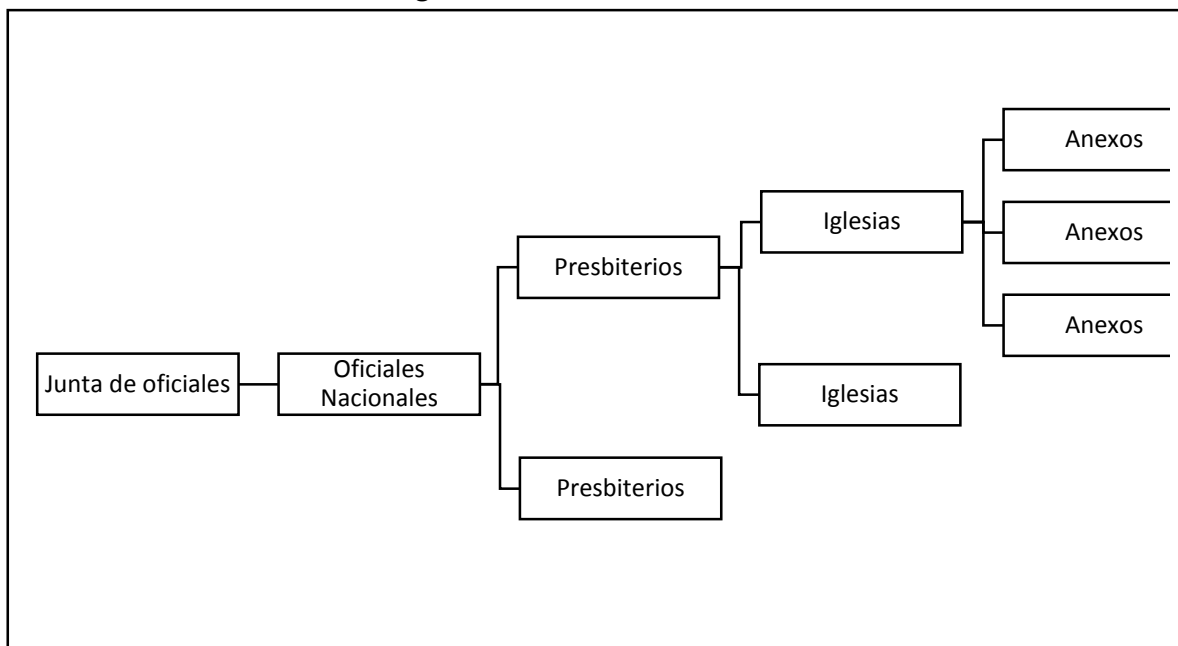 Anexos
Iglesias
Anexos
Presbiterios
Anexos
Junta de oficiales
Oficiales
Nacionales
Iglesias
Presbiterios